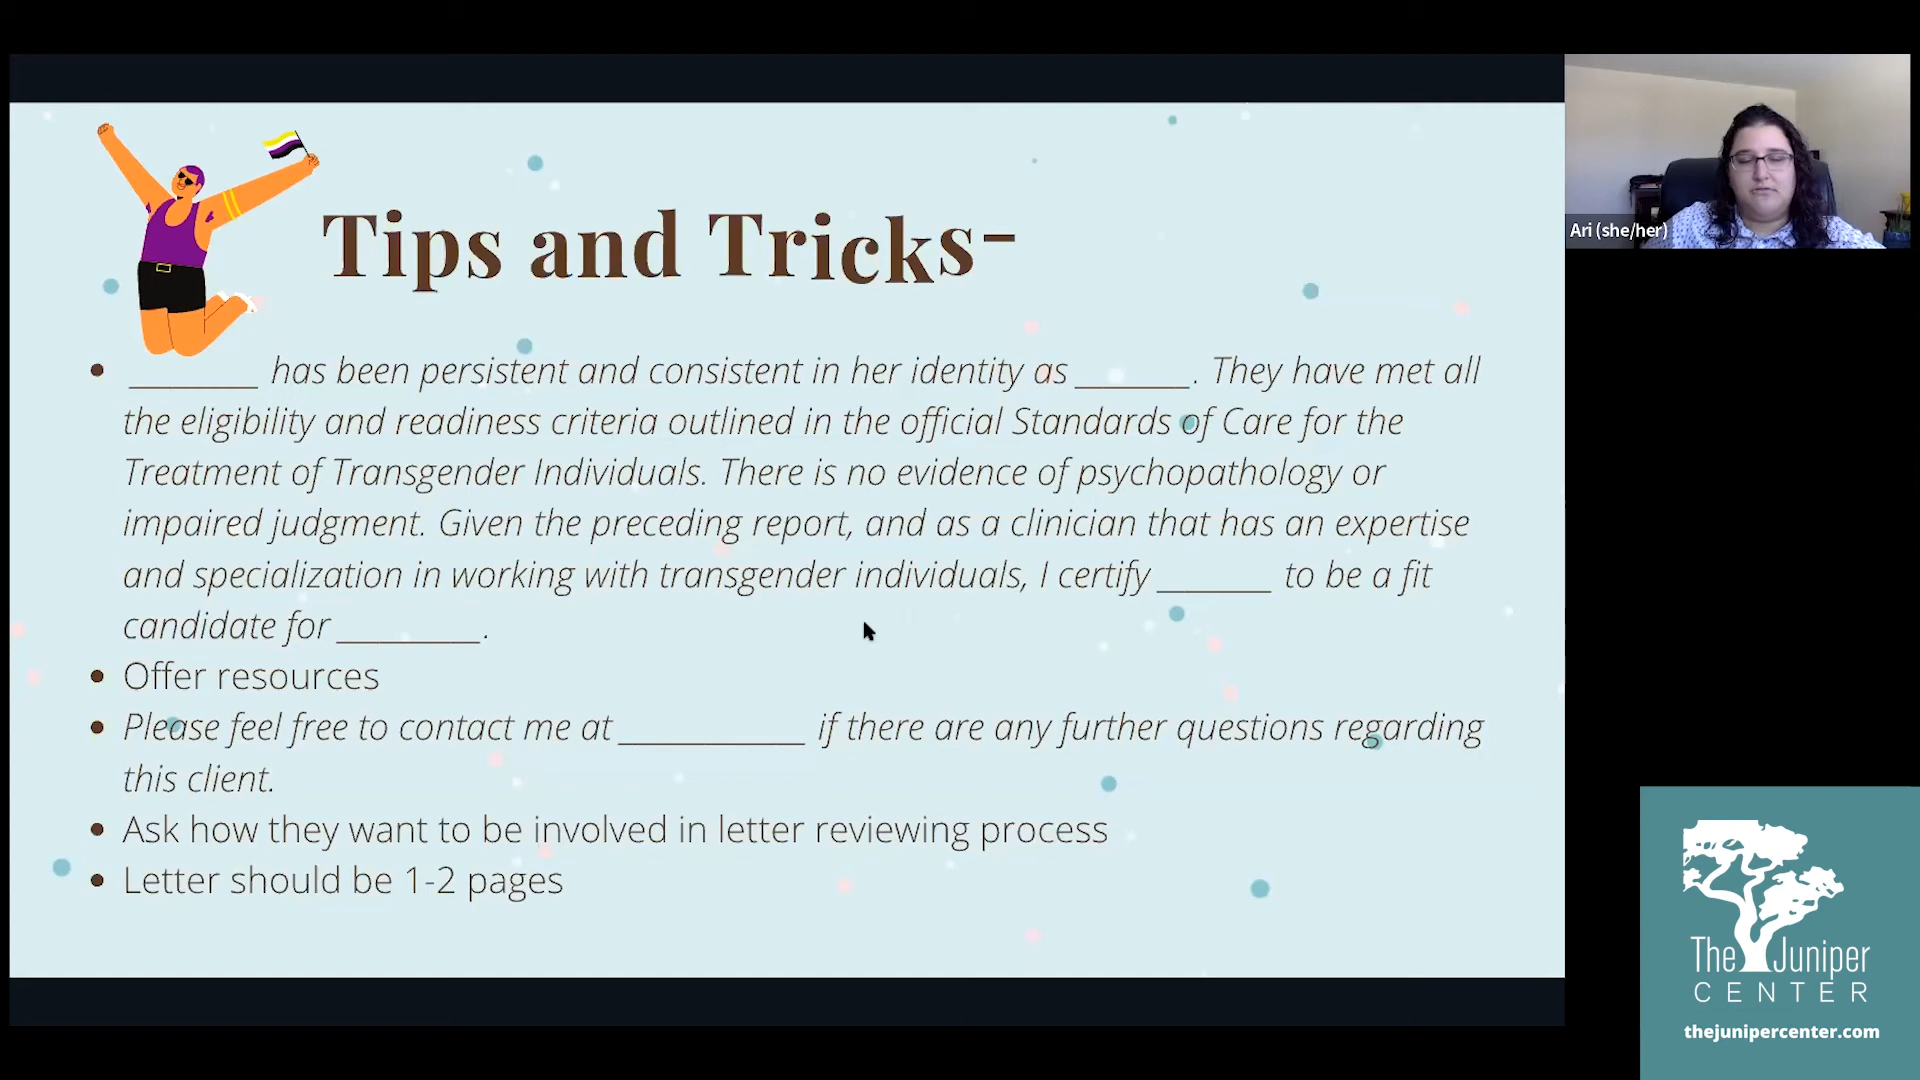 Tips and Tricks-
• _______ has been persistent and consistent in her identity as ______. They have met all
the eligibility and readiness criteria outlined in the official Standards of Care for the
Treatment of Transgender Individuals. There is no evidence of psychopathology or
impaired judgment. Given the preceding report, and as a clinician that has an expertise
and specialization in working with transgender individuals, I certify ______ to be a fit
candidate for ________.
• Offer resources
• Please feel free to contact me at __________ if there are any further questions regarding
this client.
• Ask how they want to be involved in letter reviewing process
• Letter should be 1-2 pages
Ari (she/her)
The Juniper
CENTER
thejunipercenter.com